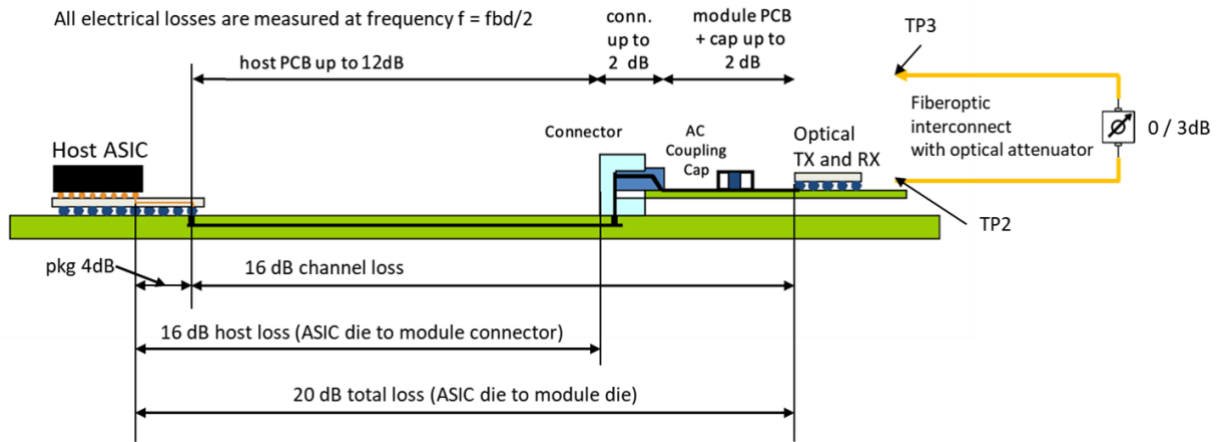 All electrical losses are measured at frequency f = fbd/2
host PCB up to 12dB
conn.
up to
2 dB
module PCB
+ cap up to
2 dB
TP3
Fiberoptic
interconnect
with optical attenuator
0 / 3dB
Host ASIC
Connector
AC
Coupling
Cap
Optical
TX and RX
TP2
pkg 4dB
16 dB channel loss
16 dB host loss (ASIC die to module connector)
20 dB total loss (ASIC die to module die)